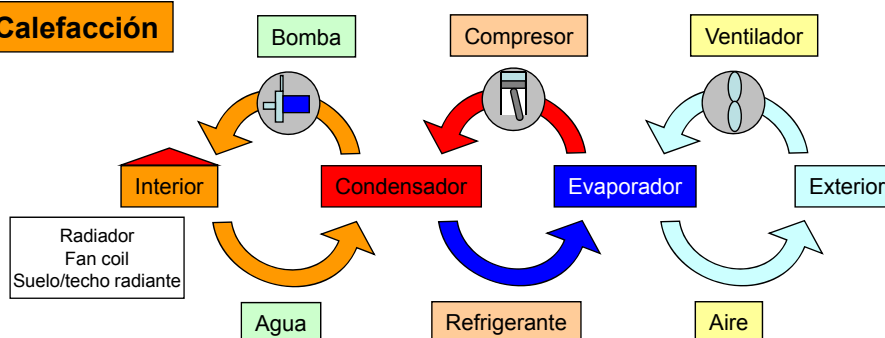 Calefacción
Bomba
Compresor
Ventilador
Interior
Condensador
Evaporador
Exterior
Radiador
Fan coil
Suelo/techo radiante
Agua
Refrigerante
Aire